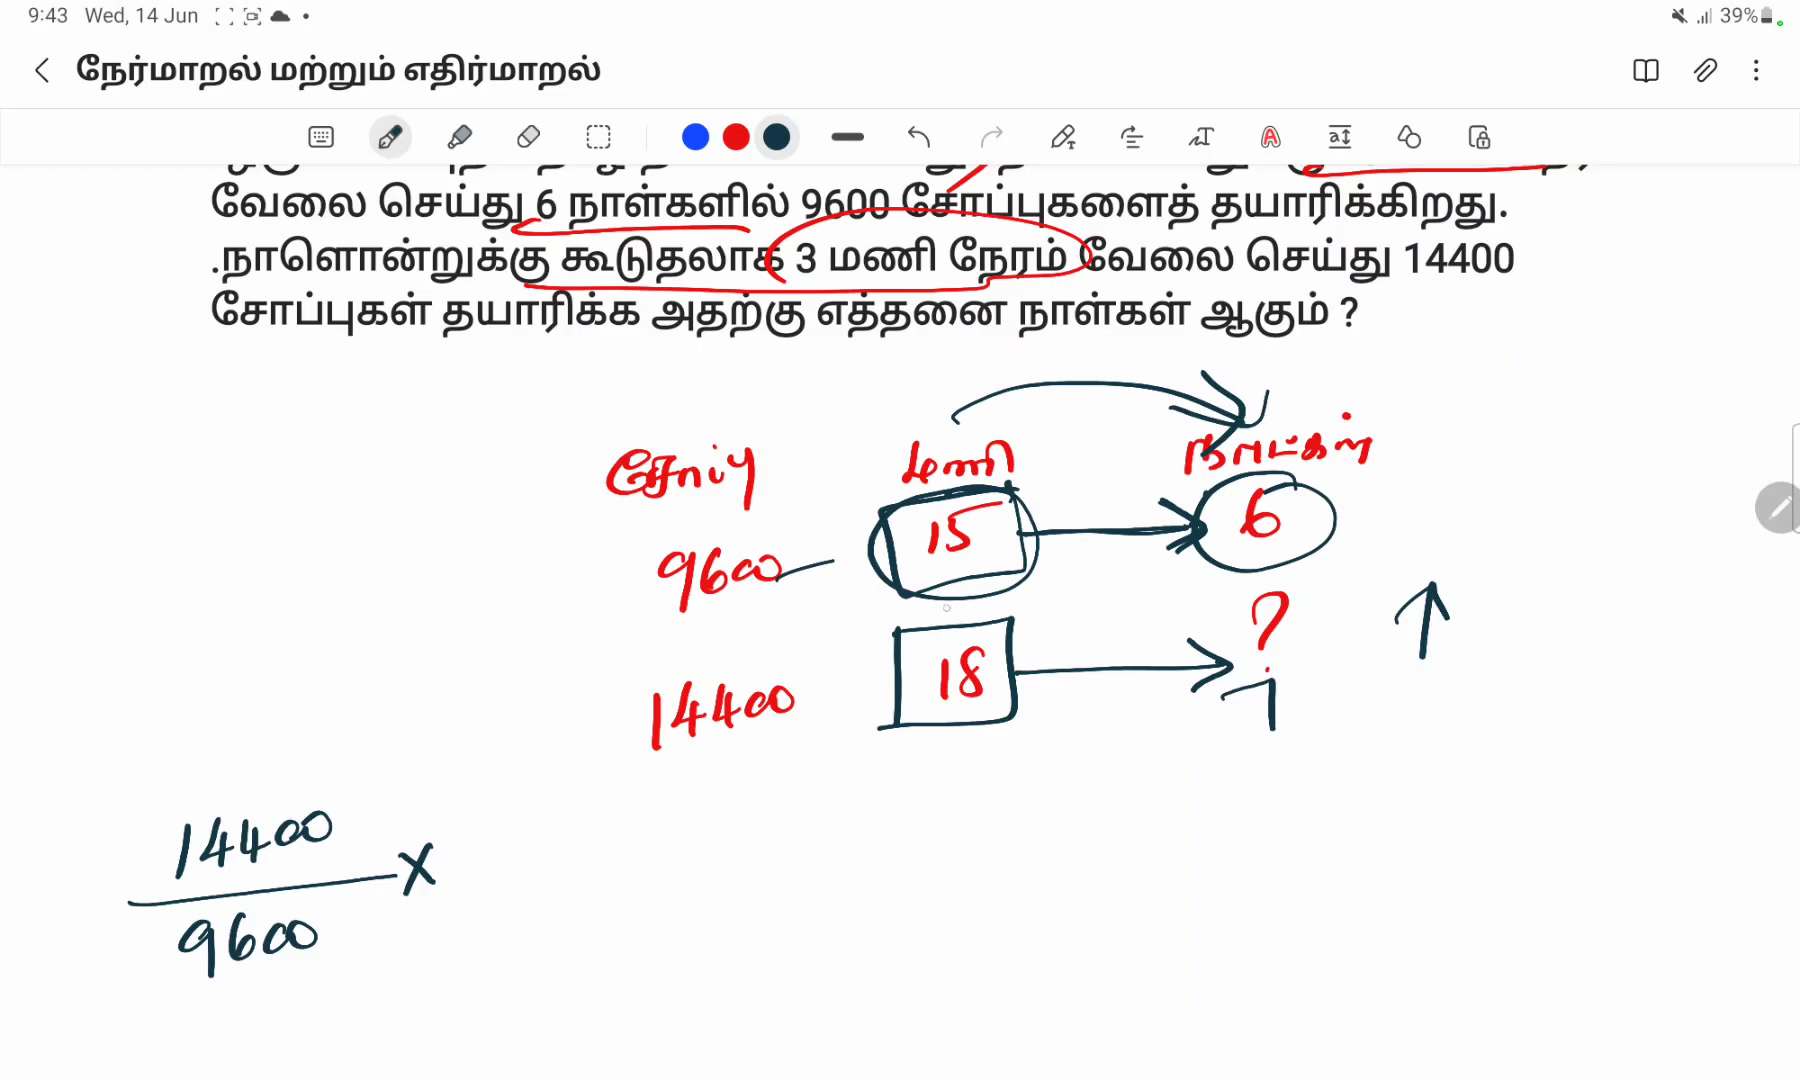 9:43 Wed, 14 Jun
39%
நேர்மாறல் மற்றும் எதிர்மாறல்
வேலை செய்து 6 நாள்களில் 9600 சோப்புகளைத் தயாரிக்கிறது.
.நாளொன்றுக்கு கூடுதலாக 3 மணி நேரம் வேலை செய்து 14400
சோப்புகள் தயாரிக்க அதற்கு எத்தனை நாள்கள் ஆகும் ?
சோப்பு மணி நாட்கள்
9600 15 6
14400 18 ?
14400
9600 X